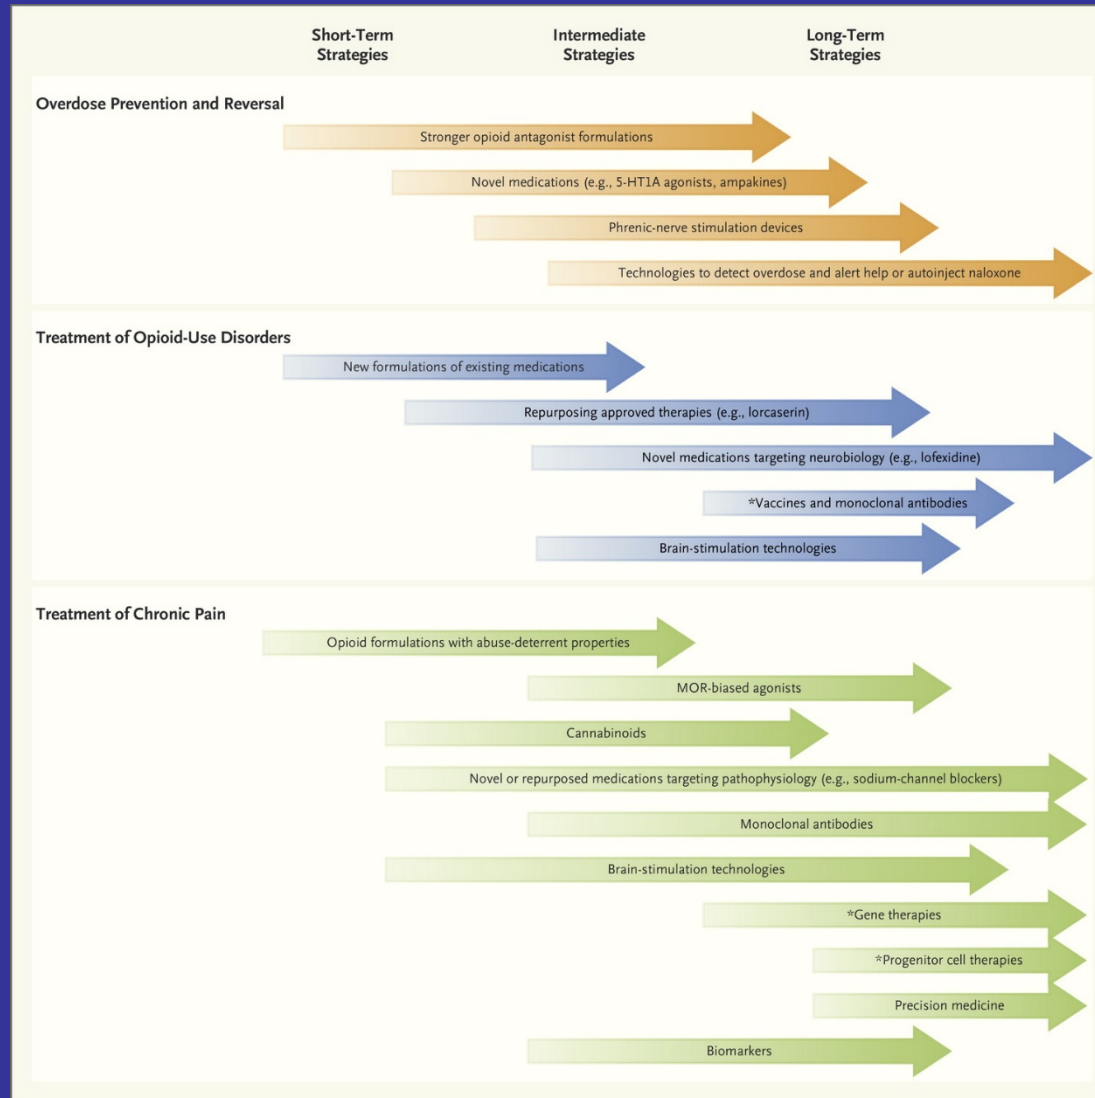 Short-Term
Strategies
Intermediate
Strategies
Long-Term
Strategies
Overdose Prevention and Reversal
Stronger opioid antagonist formulations
Novel medications (e.g., 5-HT1A agonists, ampakines)
Phrenic-nerve stimulation devices
Technologies to detect overdose and alert help or autoinject naloxone
Treatment of Opioid-Use Disorders
New formulations of existing medications
Repurposing approved therapies (e.g., lorcaserin)
Novel medications targeting neurobiology (e.g., lofexidine)
*Vaccines and monoclonal antibodies
Brain-stimulation technologies
Treatment of Chronic Pain
Opioid formulations with abuse-deterrent properties
MOR-biased agonists
Cannabinoids
Novel or repurposed medications targeting pathophysiology (e.g., sodium-channel blockers)
Monoclonal antibodies
Brain-stimulation technologies
*Gene therapies
*Progenitor cell therapies
Precision medicine
Biomarkers